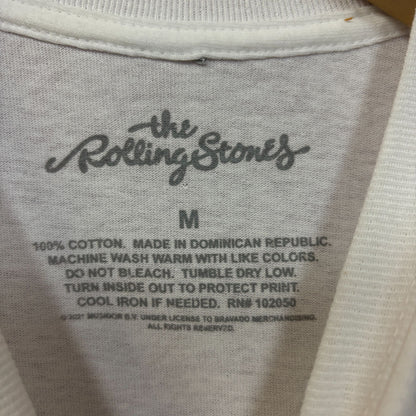 the
Rolling Stones
M
100% COTTON. MADE IN DOMINICAN REPUBLIC.
MACHINE WASH WARM WITH LIKE COLORS.
DO NOT BLEACH. TUMBLE DRY LOW.
TURN INSIDE OUT TO PROTECT PRINT.
COOL IRON IF NEEDED. RN# 102050
© 2021 MUSIDOR B.V. UNDER LICENSE TO BRAVADO MERCHANDISING.
ALL RIGHTS RESERVED.